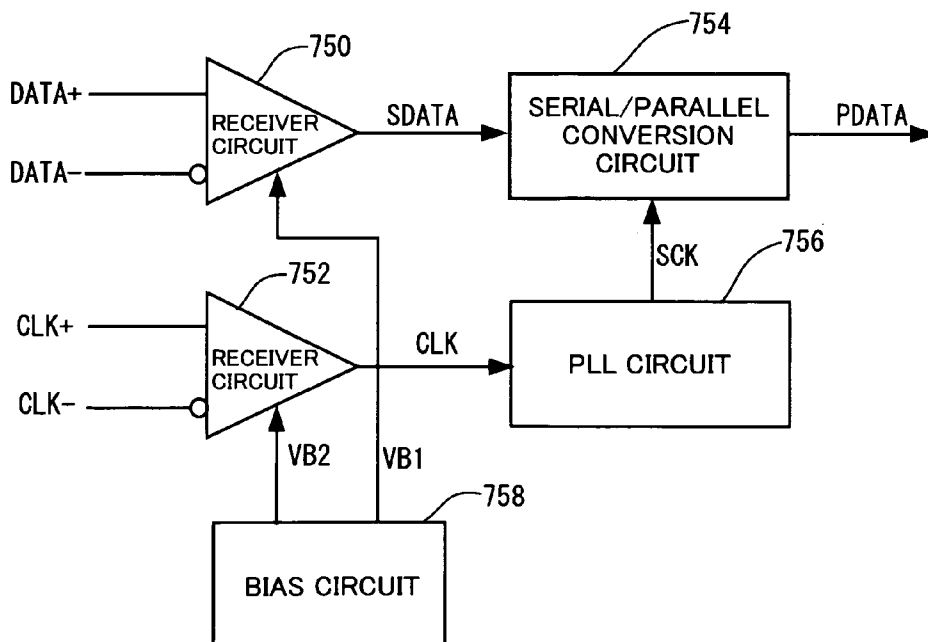 750
754
DATA+
RECEIVER
CIRCUIT
SDATA
SERIAL/PARALLEL
CONVERSION
CIRCUIT
PDATA
DATA-
752
SCK
756
CLK+
RECEIVER
CIRCUIT
CLK
PLL CIRCUIT
CLK-
VB2
VB1
758
BIAS CIRCUIT